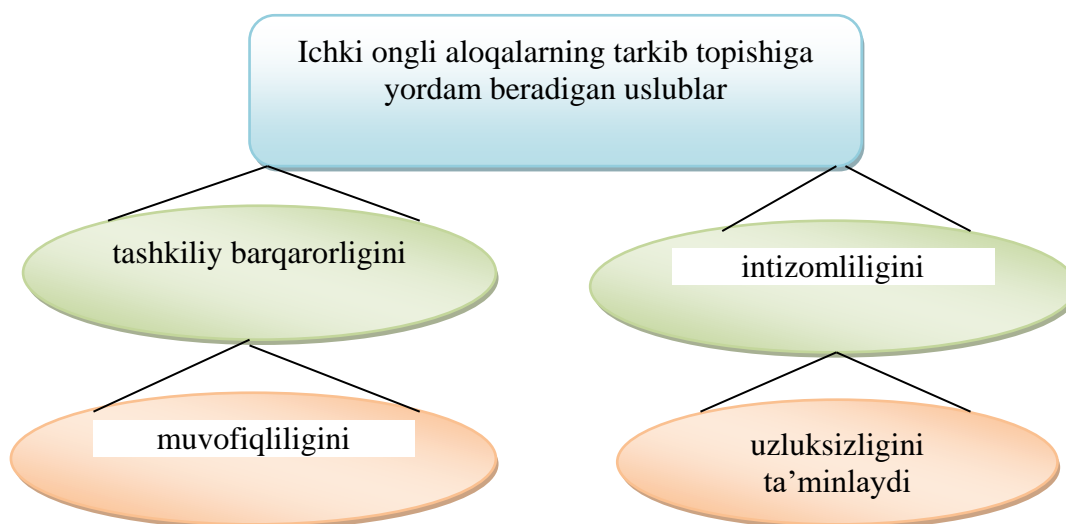 Ichki ongli aloqalarning tarkib topishiga
yordam beradigan uslublar
tashkiliy barqarorligini
intizomliligini
muvofiqliligini
uzluksizligini
ta’minlaydi